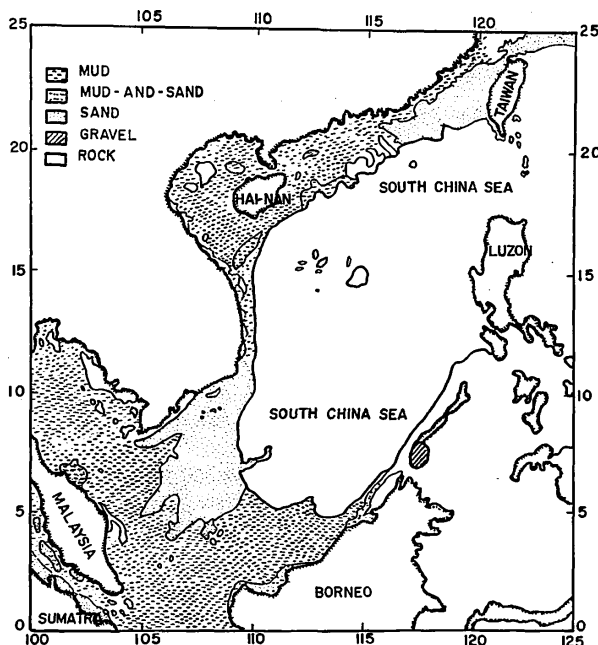 105 110 115 120
25 25
MUD
MUD-AND-SAND
SAND
GRAVEL
ROCK
TAIWAN
20 20
HAI-NAN
SOUTH CHINA SEA
LUZON
15 15
10 10
SOUTH CHINA SEA
MALAYSIA
5 5
BORNEO
SUMATRA
0 0
100 105 110 115 120 125